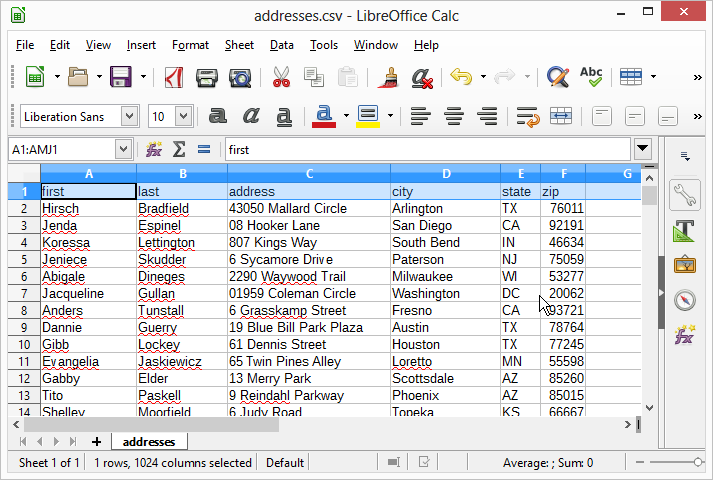 addresses.csv - LibreOffice Calc
File Edit View Insert Format Sheet Data Tools Window Help
Abc
Liberation Sans 10 a a a a
A1:AMJ1 first
A B C D E F G
1 first last address city state zip
2 Hirsch Bradfield 43050 Mallard Circle Arlington TX 76011
3 Jenda Espinel 08 Hooker Lane San Diego CA 92191
4 Koressa Lettington 807 Kings Way South Bend IN 46634
5 Jeniece Skudder 6 Sycamore Drive Paterson NJ 75059
6 Abigale Dineges 2290 Waywood Trail Milwaukee WI 53277
7 Jacqueline Gullan 01959 Coleman Circle Washington DC 20062
8 Anders Tunstall 6 Grasskamp Street Fresno CA 93721
9 Dannie Guerry 19 Blue Bill Park Plaza Austin TX 78764
10 Gibb Lockey 61 Dennis Street Houston TX 77245
11 Evangelia Jaskiewicz 65 Twin Pines Alley Loretto MN 55598
12 Gabby Elder 13 Merry Park Scottsdale AZ 85260
13 Tito Paskell 9 Reindahl Parkway Phoenix AZ 85015
14 Shelley Moorfield 6 Judy Road Topeka KS 66667
addresses
Sheet 1 of 1 1 rows, 1024 columns selected Default Average: ; Sum: 0